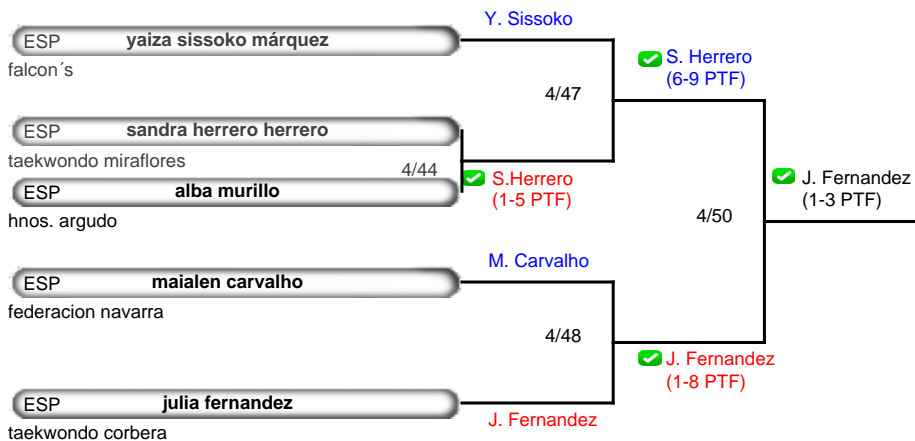 Y. Sissoko
ESP yaiza sissoko márquez
falcon´s
S. Herrero
(6-9 PTF)
4/47
ESP sandra herrero herrero
taekwondo miraflores
4/44
S.Herrero
(1-5 PTF)
ESP alba murillo
hnos. argudo
J. Fernandez
(1-3 PTF)
4/50
M. Carvalho
ESP maialen carvalho
federacion navarra
4/48
J. Fernandez
(1-8 PTF)
ESP julia fernandez
J. Fernandez
taekwondo corbera